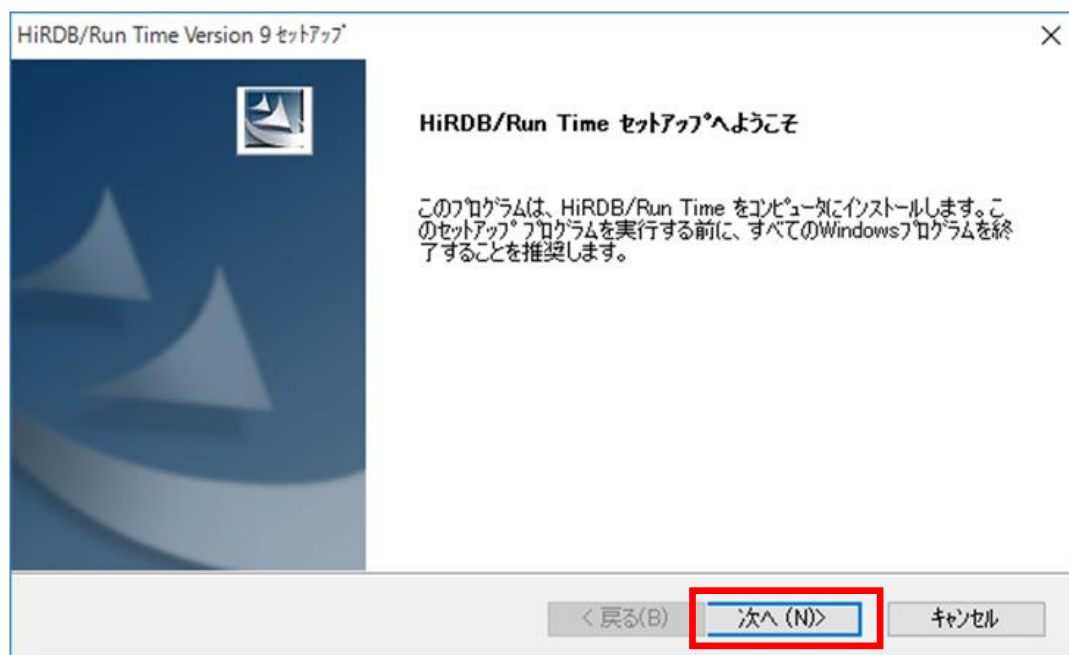 HiRDB/Run Time Version 9 ｾｯﾄｱｯﾌﾟ
HiRDB/Run Time ｾｯﾄｱｯﾌﾟへようこそ
このﾌﾟﾛｸﾞﾗﾑは、HiRDB/Run Time をｺﾝﾋﾟｭｰﾀにｲﾝｽﾄｰﾙします。こ
のｾｯﾄｱｯﾌﾟ ﾌﾟﾛｸﾞﾗﾑを実行する前に、すべてのWindowsﾌﾟﾛｸﾞﾗﾑを終
了することを推奨します。
< 戻る(B)
次へ (N)>
ｷｬﾝｾﾙ